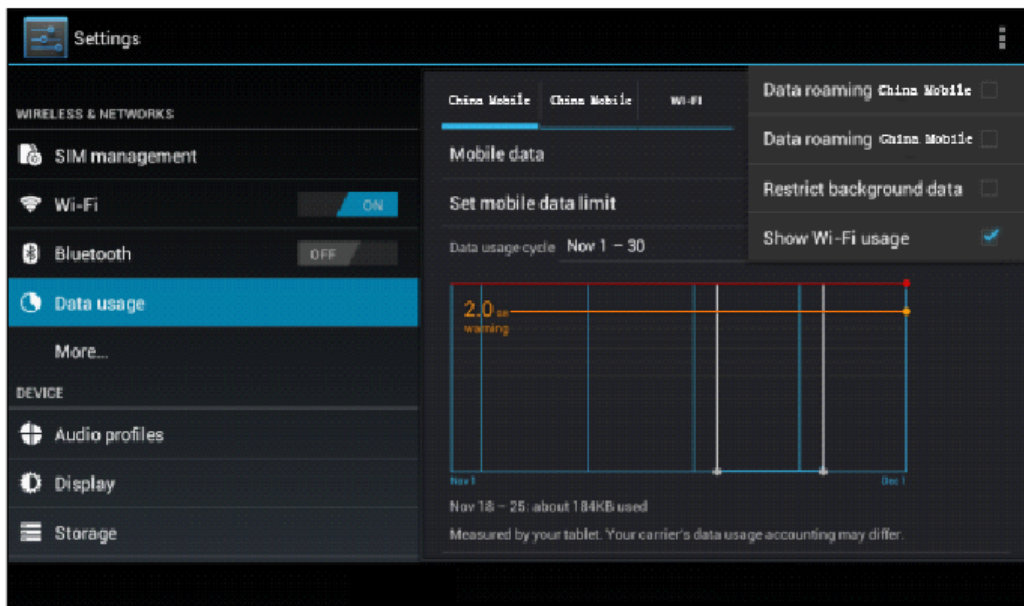 Settings
WIRELESS & NETWORKS
SIM management
Wi-Fi
ON
Bluetooth
OFF
Data usage
More...
DEVICE
Audio profiles
Display
Storage
China Mobile China Mobile WI-FI
Mobile data
Set mobile data limit
Data usage cycle Nov 1 – 30
2.0 GB
warning
Nov 1 Dec 1
Nov 18 – 25: about 184KB used
Measured by your tablet. Your carrier's data usage accounting may differ.
Data roaming China Mobile
Data roaming China Mobile
Restrict background data
Show Wi-Fi usage